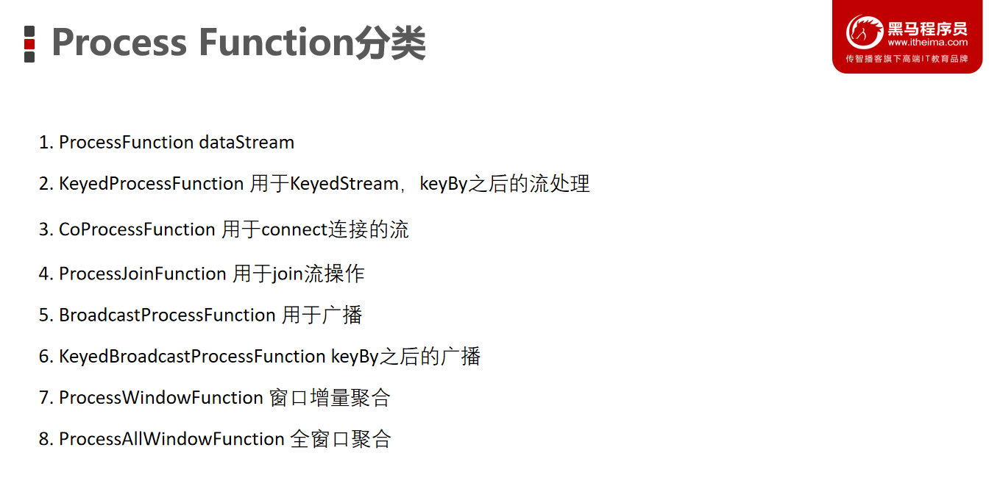 Process Function分类
黑马程序员
www.itheima.com
传智播客旗下高端IT教育品牌
1. ProcessFunction dataStream
2. KeyedProcessFunction 用于KeyedStream，keyBy之后的流处理
3. CoProcessFunction 用于connect连接的流
4. ProcessJoinFunction 用于join流操作
5. BroadcastProcessFunction 用于广播
6. KeyedBroadcastProcessFunction keyBy之后的广播
7. ProcessWindowFunction 窗口增量聚合
8. ProcessAllWindowFunction 全窗口聚合